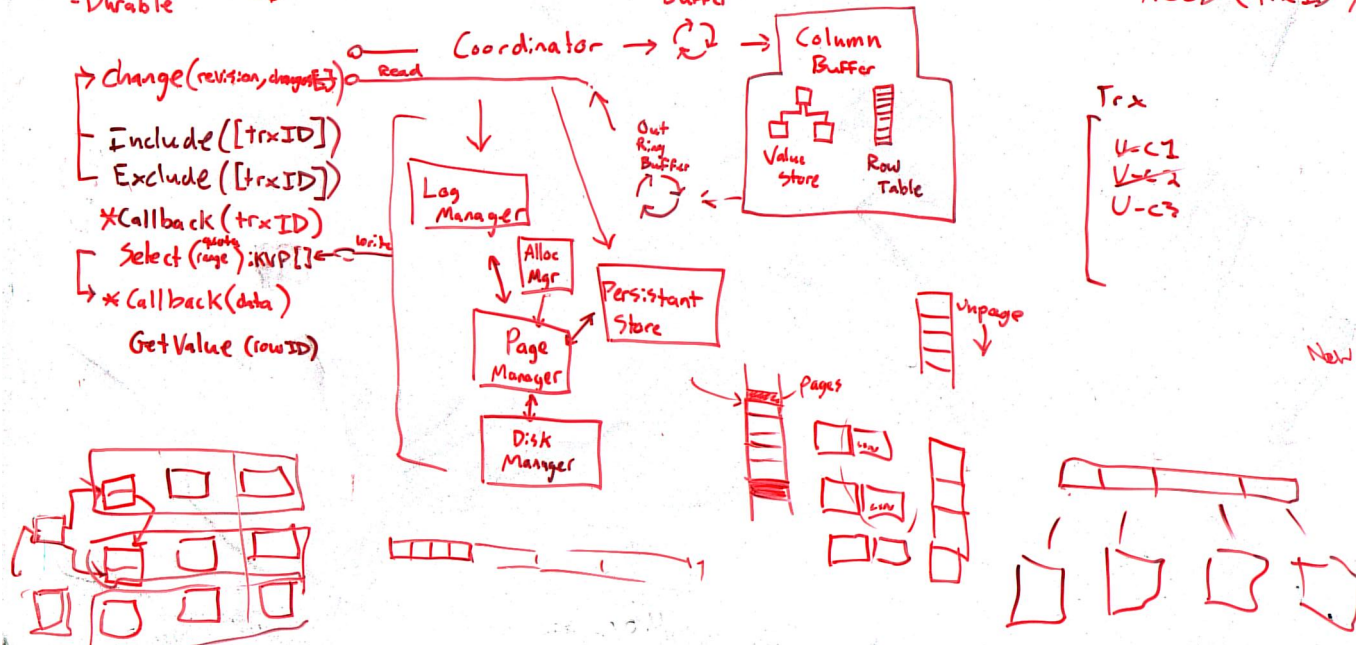 -Durable
Buffer
Coordinator
Column
Buffer
Change(revision, changes[])
Read
Include([trxID])
Exclude([trxID])
*Callback(trxID)
Select(range):KVP[]
Write
*Callback(data)
GetValue(rowID)
Log
Manager
Alloc
Mgr
Page
Manager
Disk
Manager
Persistant
Store
Out
Ring
Buffer
Value
Store
Row
Table
Trx
U-C1
U-C3
Unpage
Pages
New